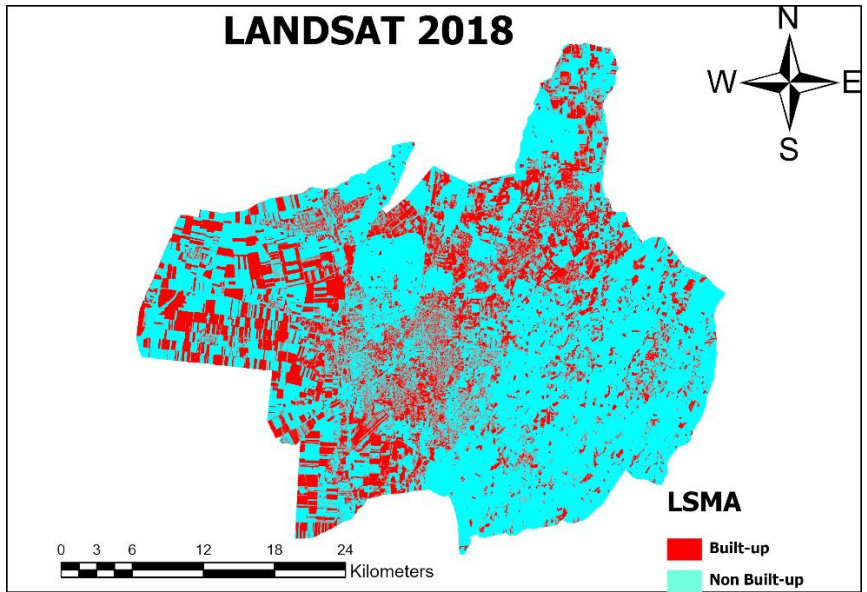 LANDSAT 2018
N
W E
S
LSMA
Built-up
Non Built-up
0 3 6 12 18 24
Kilometers